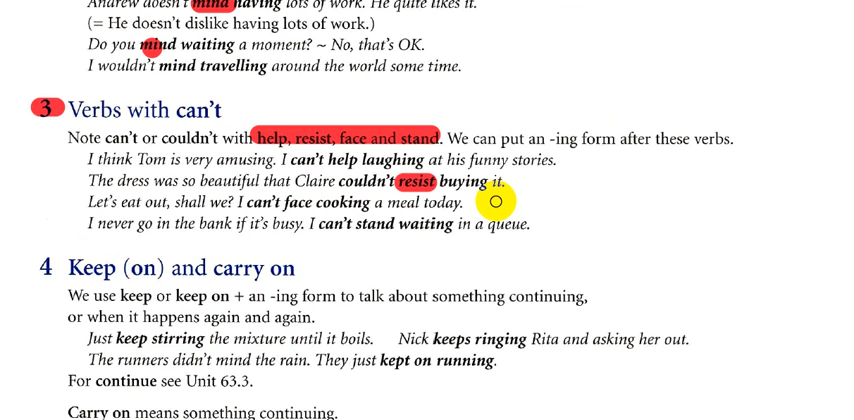 Andrew doesn't mind having lots of work. He quite likes it.
(= He doesn't dislike having lots of work.)
Do you mind waiting a moment? ~ No, that's OK.
I wouldn't mind travelling around the world some time.
3 Verbs with can't
Note can't or couldn't with help, resist, face and stand. We can put an -ing form after these verbs.
I think Tom is very amusing. I can't help laughing at his funny stories.
The dress was so beautiful that Claire couldn't resist buying it.
Let's eat out, shall we? I can't face cooking a meal today.
I never go in the bank if it's busy. I can't stand waiting in a queue.
4 Keep (on) and carry on
We use keep or keep on + an -ing form to talk about something continuing,
or when it happens again and again.
Just keep stirring the mixture until it boils. Nick keeps ringing Rita and asking her out.
The runners didn't mind the rain. They just kept on running.
For continue see Unit 63.3.
Carry on means something continuing.